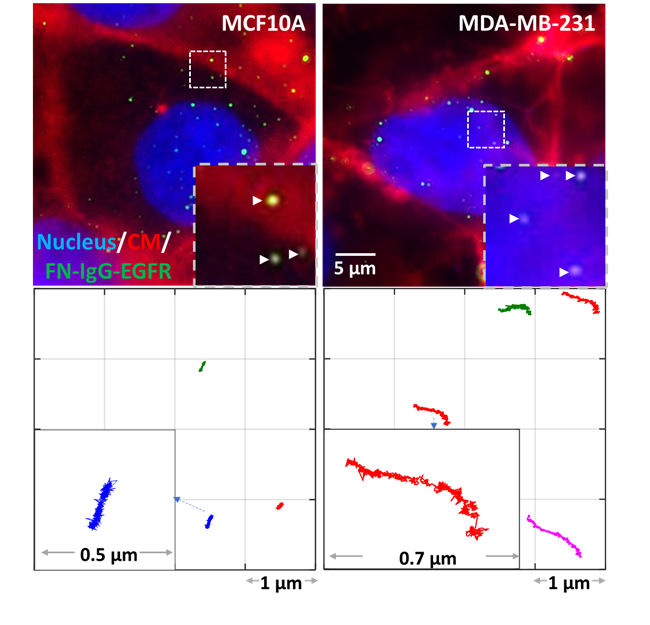 MCF10A
MDA-MB-231
Nucleus/CM/
FN-IgG-EGFR
5 μm
0.5 μm
0.7 μm
1 μm
1 μm